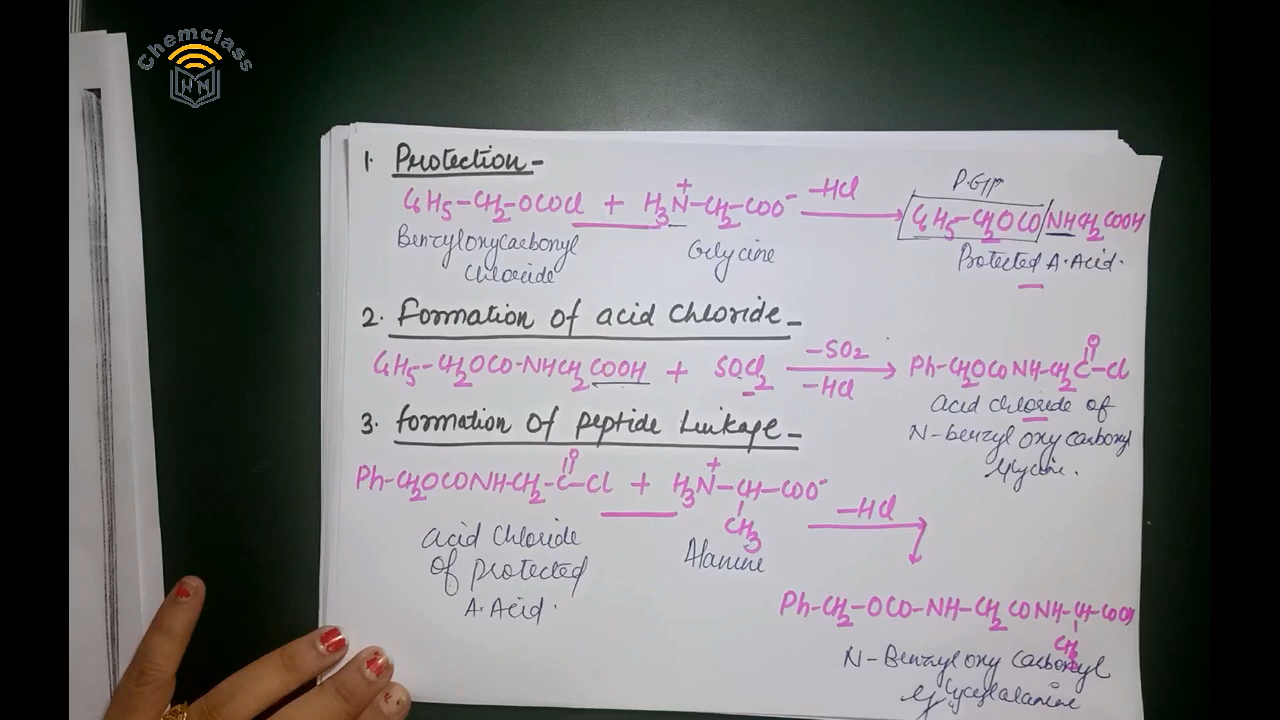 Chemclass
NM
1. Protection-
P.Grp
C6H5-CH2-OCOCl + H3N+-CH2-COO- -HCl → C6H5-CH2OCO NHCH2COOH
Benzyloxycarbonyl Glycine Protected A.Acid.
Chloride
2. Formation of acid Chloride-
C6H5-CH2OCO-NHCH2COOH + SOCl2 -SO2 -HCl → Ph-CH2OCONH-CH2-C(=O)-Cl
acid chloride of
N-benzyl oxy carbonyl
glycine.
3. formation of peptide linkage-
Ph-CH2OCONH-CH2-C(=O)-Cl + H3N+-CH-COO- -HCl
CH3
acid Chloride Alanine
of protected
A.Acid.
Ph-CH2-OCO-NH-CH2CONH-CH-COOH
CH3
N-Benzyl oxy Carbonyl
glycylalanine